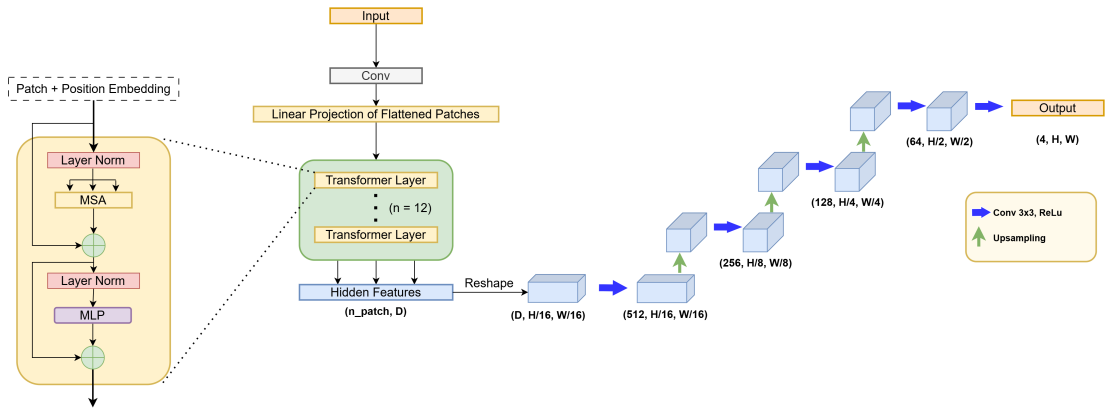 Input
Conv
Linear Projection of Flattened Patches
Patch + Position Embedding
Layer Norm
MSA
Layer Norm
MLP
Transformer Layer
(n = 12)
Transformer Layer
Hidden Features
(n_patch, D)
Reshape
(D, H/16, W/16)
(512, H/16, W/16)
(256, H/8, W/8)
(128, H/4, W/4)
(64, H/2, W/2)
Output
(4, H, W)
Conv 3x3, ReLu
Upsampling